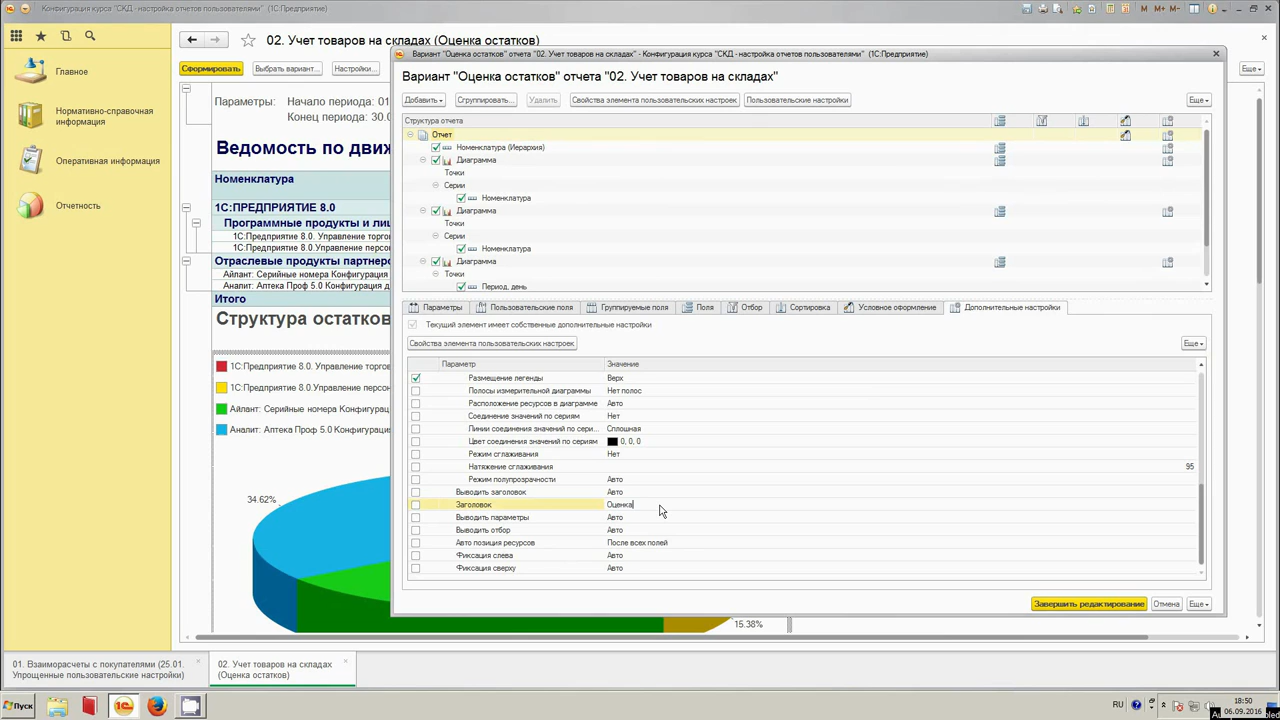 Конфигурация курса "СКД - настройка отчетов пользователями" (1С:Предприятие)
M M+ M-
02. Учет товаров на складах (Оценка остатков)
Сформировать
Выбрать вариант...
Настройки...
Еще
Главное
Нормативно-справочная
информация
Оперативная информация
Отчетность
Параметры: Начало периода: 01
Конец периода: 30.0
Ведомость по движ
Номенклатура
1С:ПРЕДПРИЯТИЕ 8.0
Программные продукты и лиц
1С:Предприятие 8.0. Управление торгов
1С:Предприятие 8.0.Управление персон
Отраслевые продукты партнеро
Айлант: Серийные номера Конфигурация
Аналит: Аптека Проф 5.0 Конфигурация д
Итого
Структура остатков
1С:Предприятие 8.0. Управление торгов
1С:Предприятие 8.0.Управление персон
Айлант: Серийные номера Конфигурац
Аналит: Аптека Проф 5.0 Конфигурац
34.62%
15.38%
Вариант "Оценка остатков" отчета "02. Учет товаров на складах" - Конфигурация курса "СКД - настройка отчетов пользователями" (1С:Предприятие)
Вариант "Оценка остатков" отчета "02. Учет товаров на складах"
Добавить
Сгруппировать...
Удалить
Свойства элемента пользовательских настроек
Пользовательские настройки
Еще
Структура отчета
Отчет
Номенклатура (Иерархия)
Диаграмма
Точки
Серии
Номенклатура
Диаграмма
Точки
Серии
Номенклатура
Диаграмма
Точки
Период, день
Параметры
Пользовательские поля
Группируемые поля
Поля
Отбор
Сортировка
Условное оформление
Дополнительные настройки
Текущий элемент имеет собственные дополнительные настройки
Свойства элемента пользовательских настроек
Еще
Параметр Значение
Размещение легенды Верх
Полосы измерительной диаграммы Нет полос
Расположение ресурсов в диаграмме Авто
Соединение значений по сериям Нет
Линии соединения значений по сери... Сплошная
Цвет соединения значений по сериям 0, 0, 0
Режим сглаживания Нет
Натяжение сглаживания 95
Режим полупрозрачности Авто
Выводить заголовок Авто
Заголовок Оценка
Выводить параметры Авто
Выводить отбор Авто
Авто позиция ресурсов После всех полей
Фиксация слева Авто
Фиксация сверху Авто
Завершить редактирование
Отмена
Еще
01. Взаиморасчеты с покупателями (25.01.
Упрощенные пользовательские настройки)
02. Учет товаров на складах
(Оценка остатков)
Пуск
RU
18:50
06.09.2016